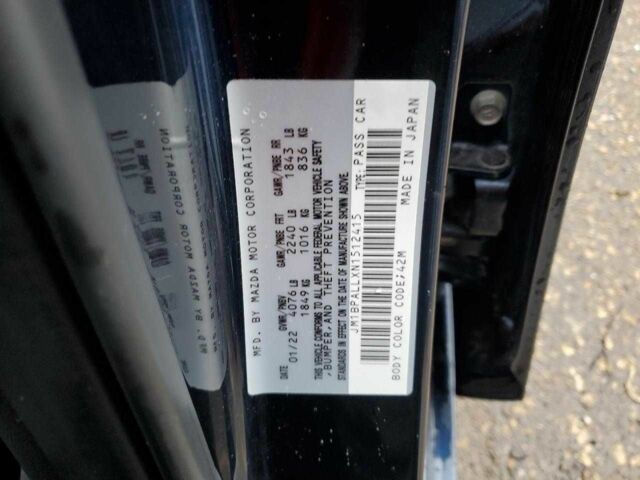 MFD. BY MAZDA MOTOR CORPORATION
GVWR/PNBV GAWR/PNBE FRT GAWR/PNBE RR
DATE 4076 LB 2240 LB 1843 LB
01/22 1849 KG 1016 KG 836 KG
THIS VEHICLE CONFORMS TO ALL APPLICABLE FEDERAL MOTOR VEHICLE SAFETY
,BUMPER,AND THEFT PREVENTION
STANDARDS IN EFFECT ON THE DATE OF MANUFACTURE SHOWN ABOVE.
JM1BPALLXN1512415 TYPE: PASS CAR
BODY COLOR CODE;42M MADE IN JAPAN